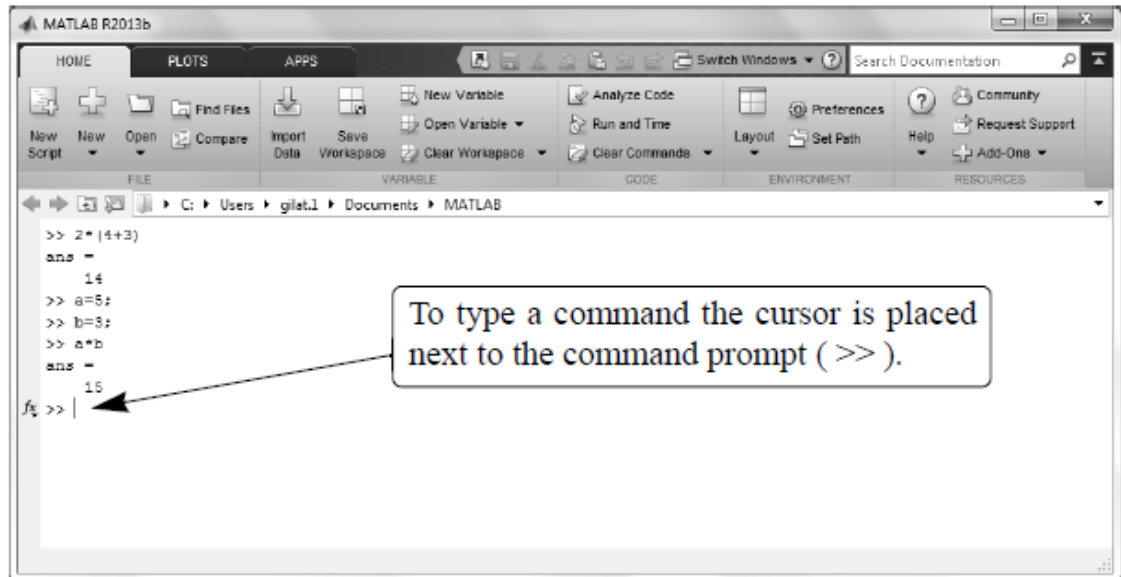 MATLAB R2013b
HOME PLOTS APPS Switch Windows ? Search Documentation
New Script
New
Open
Find Files
Compare
Import Data
Save Workspace
New Variable
Open Variable
Clear Workspace
Analyze Code
Run and Time
Clear Commands
Layout
Preferences
Set Path
? Help
Community
Request Support
Add-Ons
FILE VARIABLE CODE ENVIRONMENT RESOURCES
C: Users gilat.1 Documents MATLAB
>> 2*(4+3)
ans =
14
>> a=5;
>> b=3;
>> a*b
ans =
15
fx >>
To type a command the cursor is placed
next to the command prompt ( >> ).